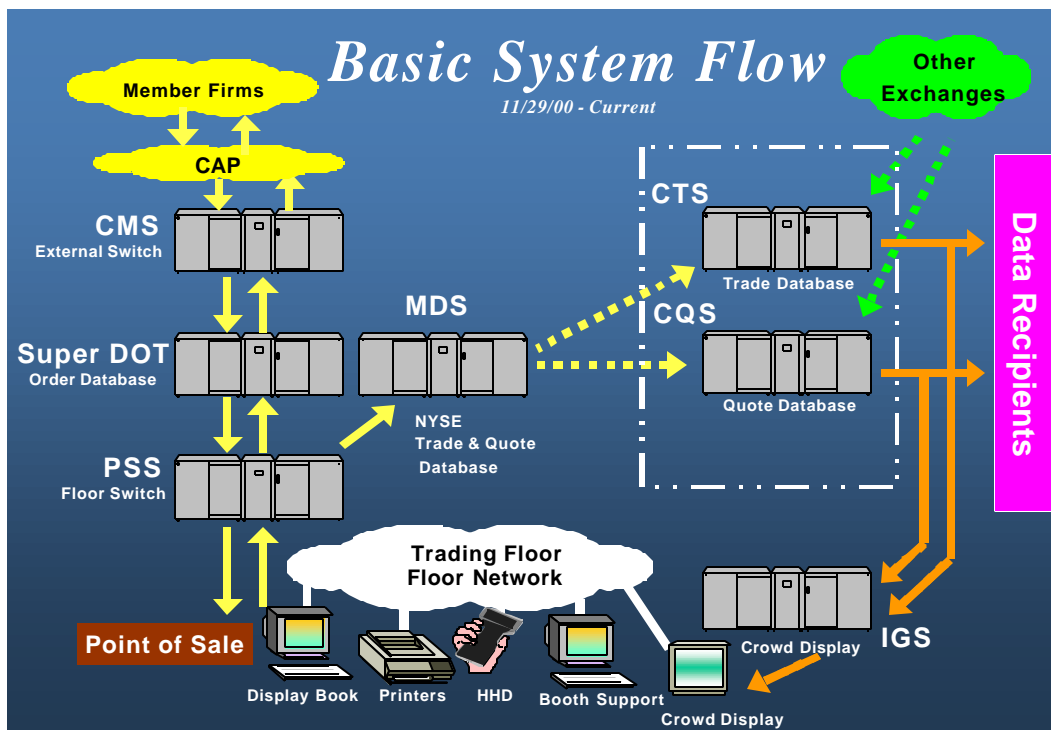 Basic System Flow
11/29/00 - Current
Member Firms
CAP
CMS
External Switch
Super DOT
Order Database
PSS
Floor Switch
Point of Sale
MDS
NYSE
Trade & Quote
Database
Other
Exchanges
CTS
Trade Database
CQS
Quote Database
Data Recipients
Trading Floor
Floor Network
Display Book
Printers
HHD
Booth Support
Crowd Display
Crowd Display
IGS